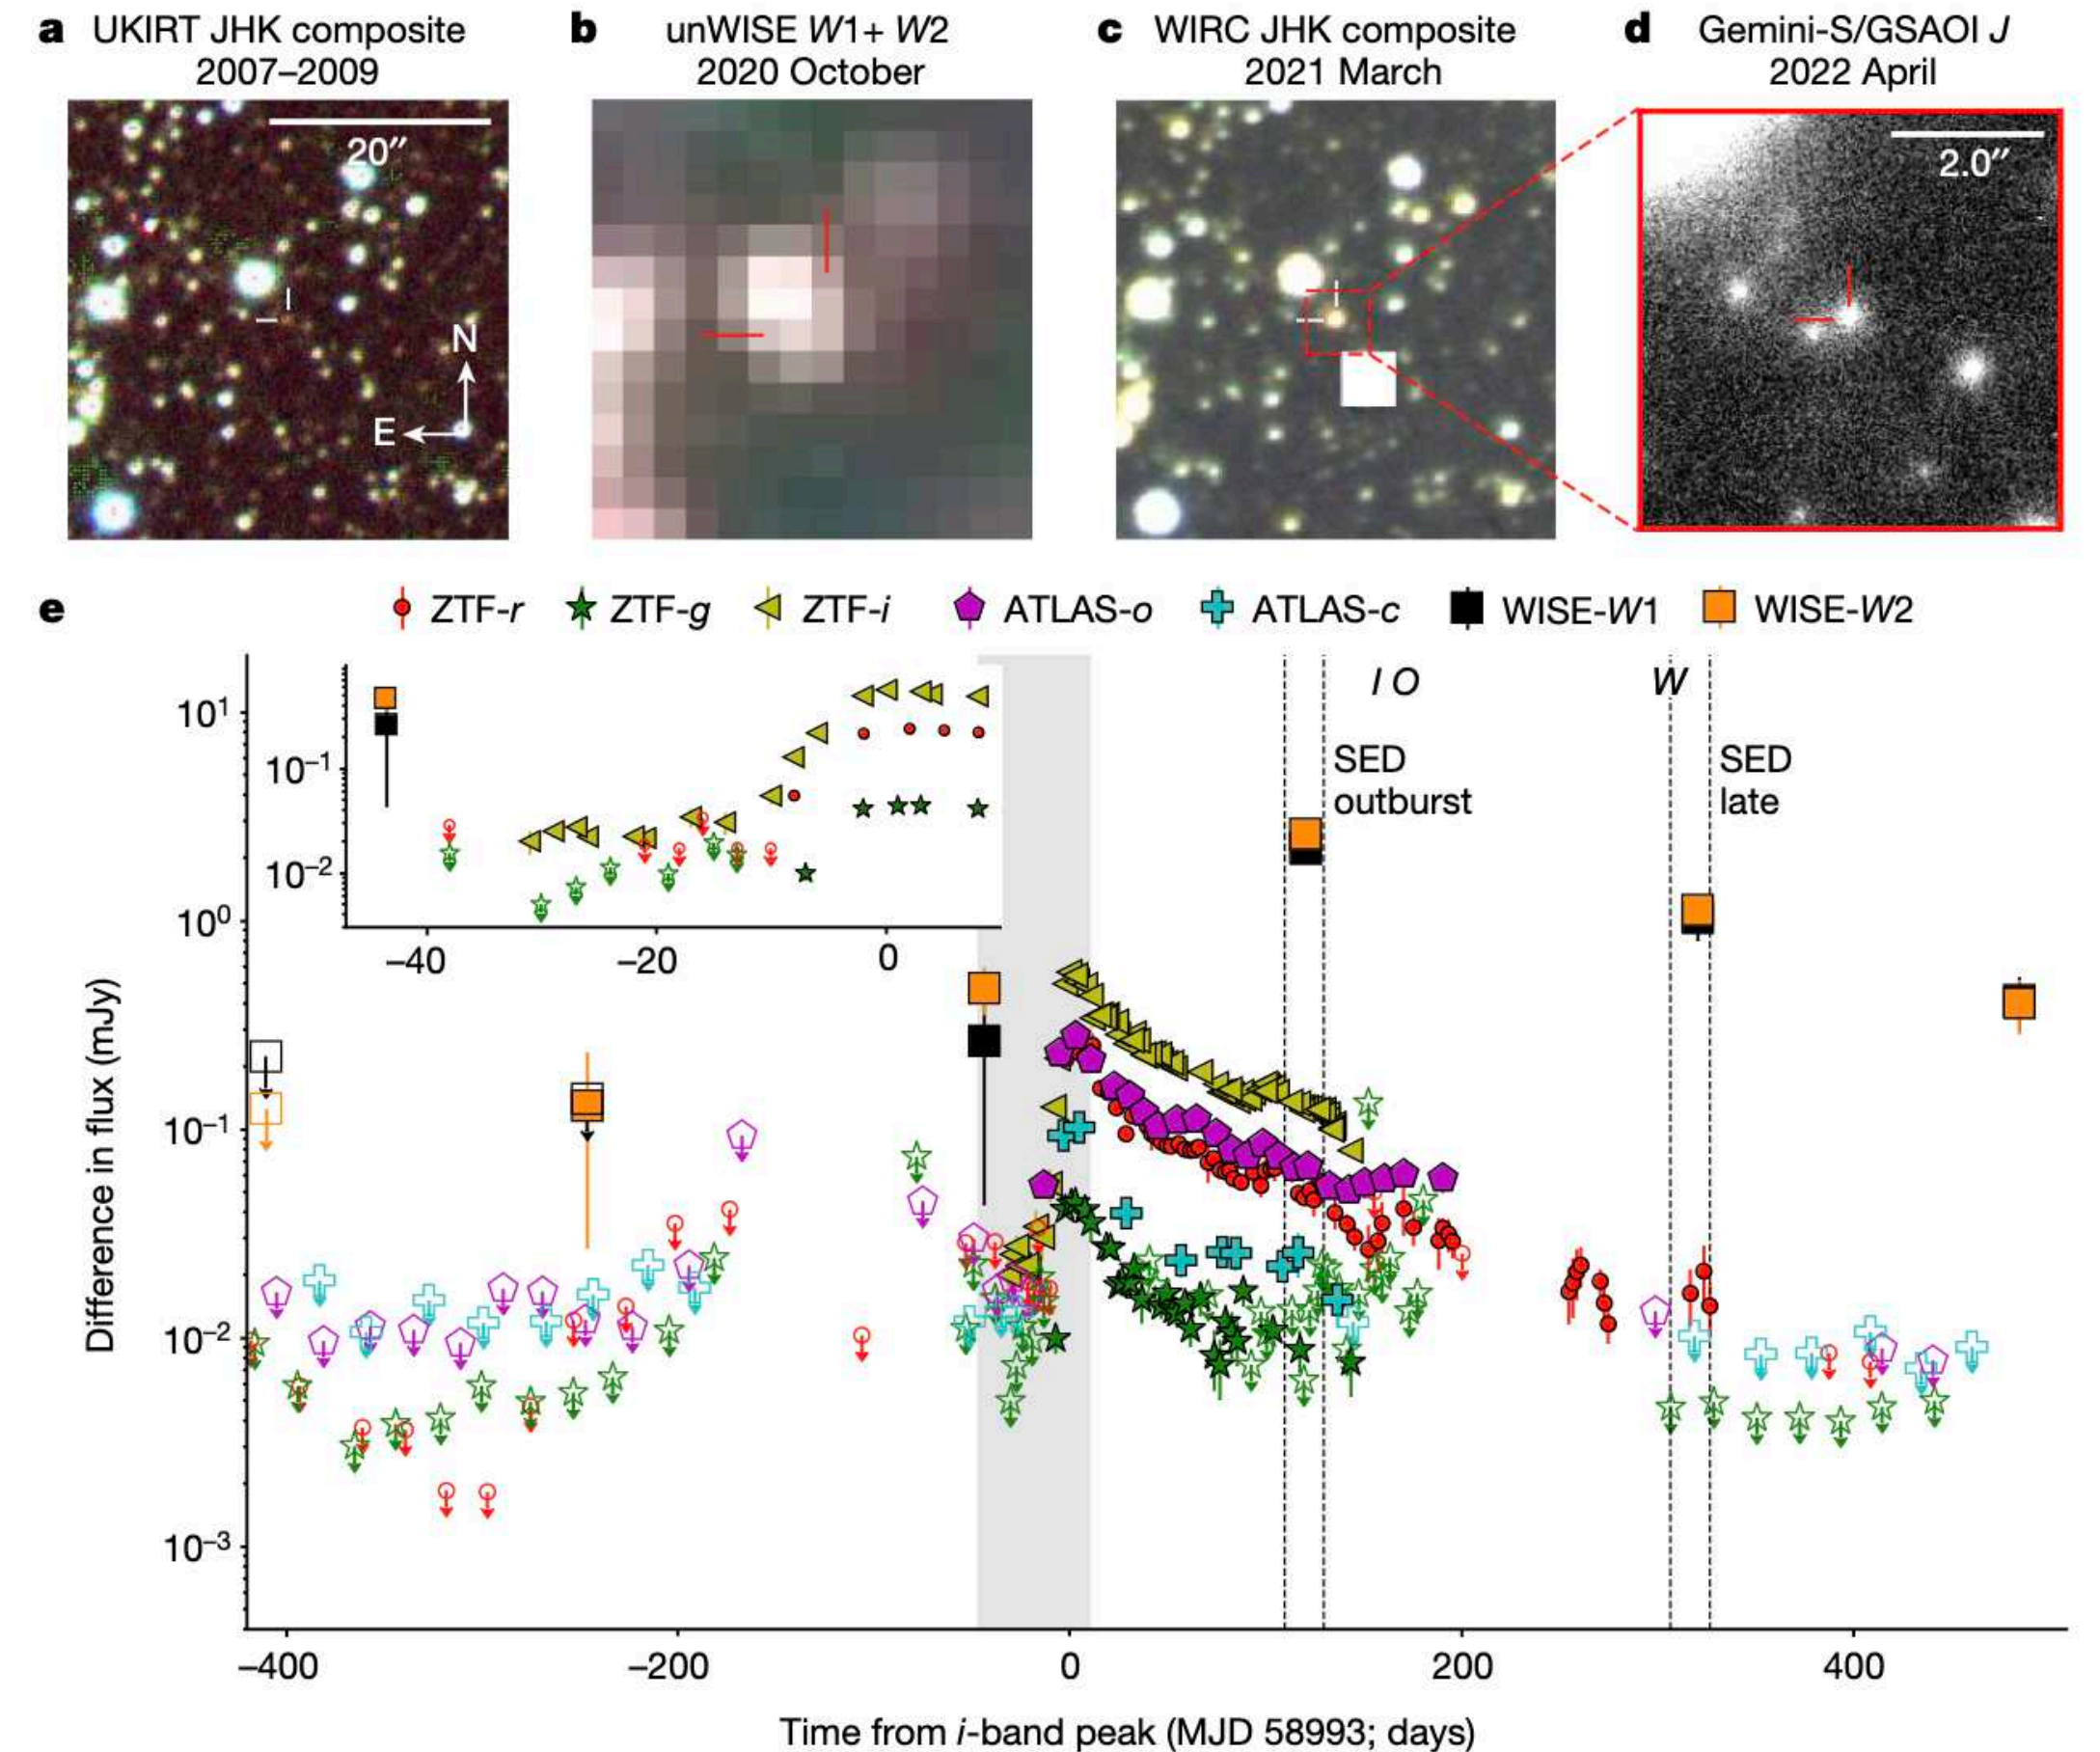 a UKIRT JHK composite
2007–2009
b unWISE W1+ W2
2020 October
c WIRC JHK composite
2021 March
d Gemini-S/GSAOI J
2022 April
20″
N
E
2.0″
e ZTF-r ZTF-g ZTF-i ATLAS-o ATLAS-c WISE-W1 WISE-W2
I O
W
SED
outburst
SED
late
10¹
10⁰
10⁻¹
10⁻²
10⁻³
10⁻¹
10⁻²
−40 −20 0
Difference in flux (mJy)
−400 −200 0 200 400
Time from i-band peak (MJD 58993; days)